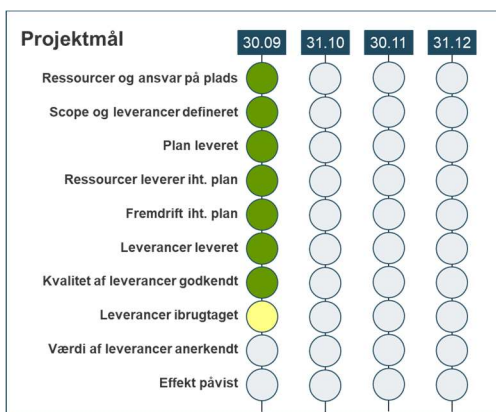 Projektmål 30.09 31.10 30.11 31.12
Ressourcer og ansvar på plads
Scope og leverancer defineret
Plan leveret
Ressourcer leverer iht. plan
Fremdrift iht. plan
Leverancer leveret
Kvalitet af leverancer godkendt
Leverancer ibrugtaget
Værdi af leverancer anerkendt
Effekt påvist